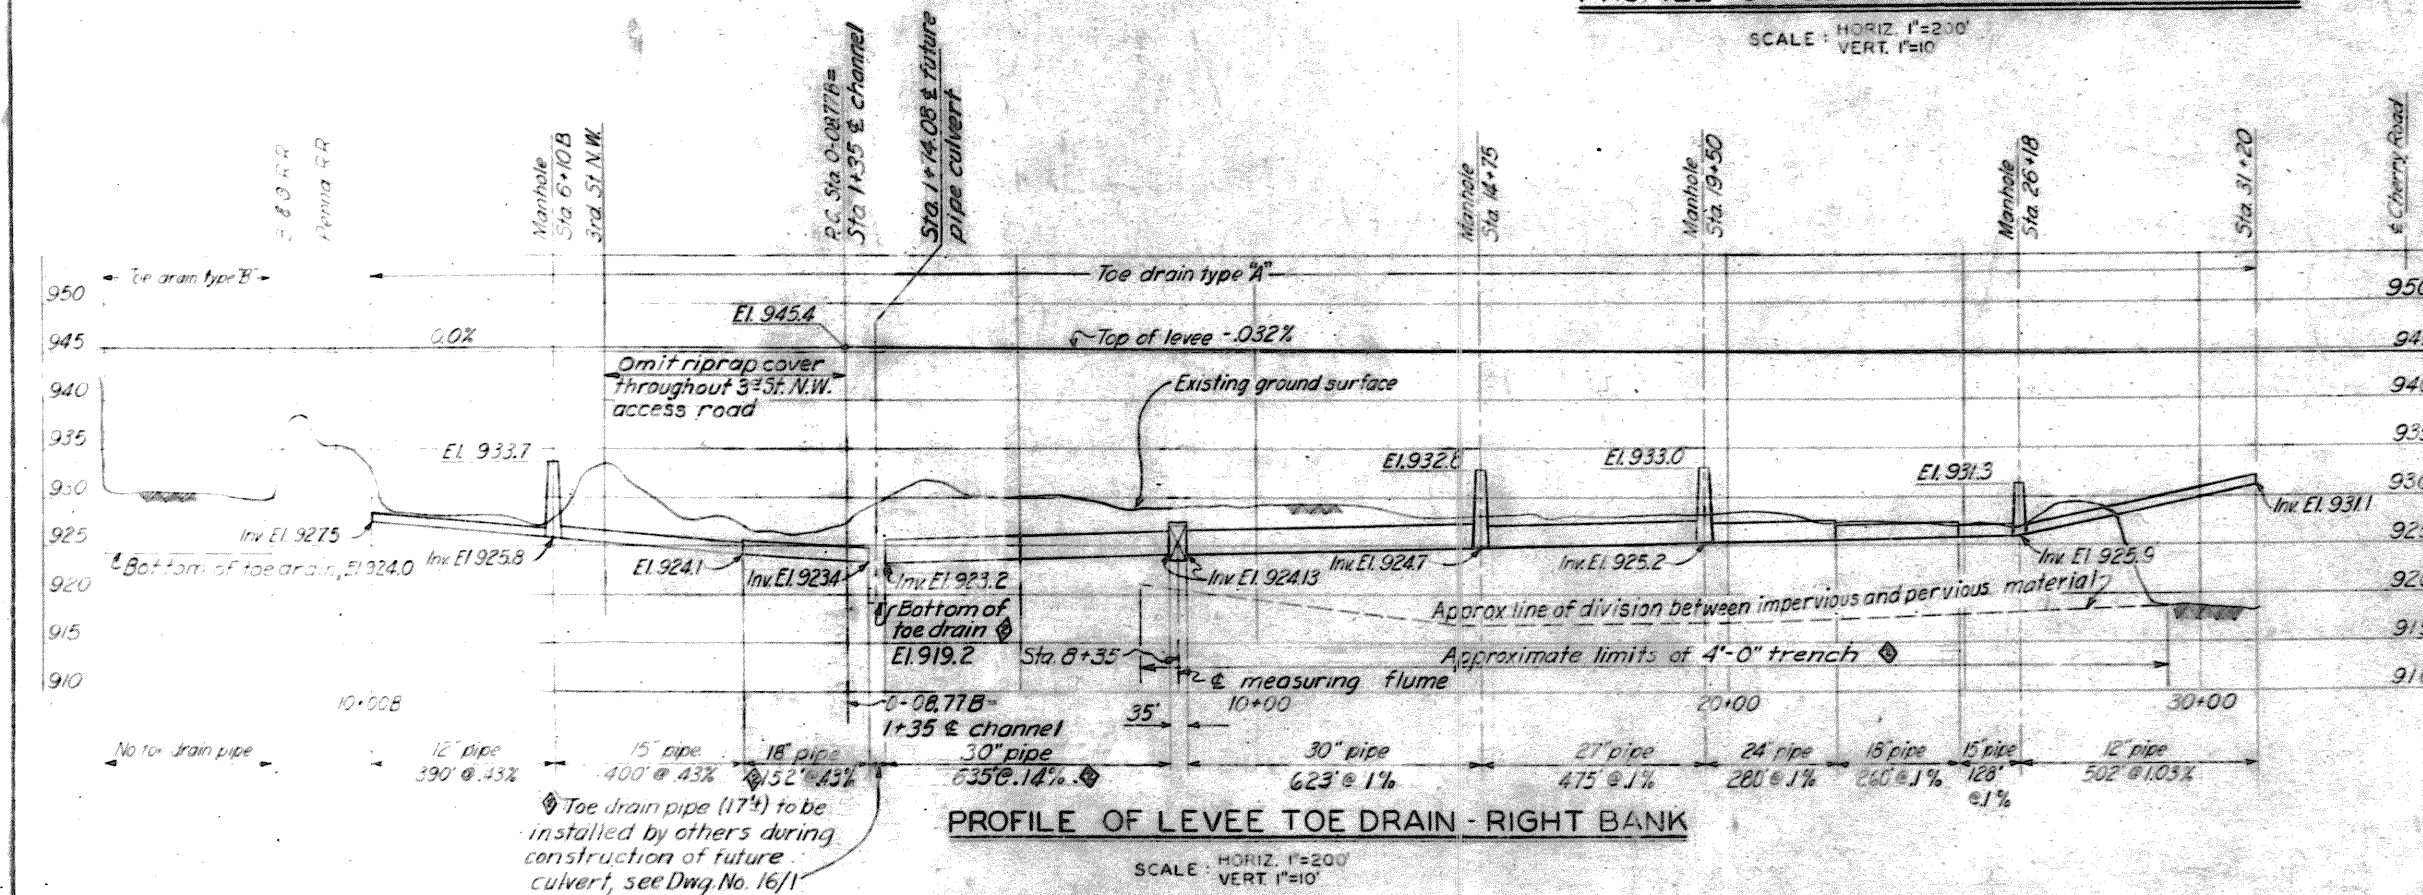 SCALE: HORIZ. 1"=200'
VERT. 1"=10'
Penna RR
Manhole
Sta. 6+10B
3rd. St. N.W.
P.C. Sta. 0-08.77B=
Sta. 1+35 ℄ channel
Sta. 1+14.08 ℄ future
pipe culvert
Manhole
Sta. 14+75
Manhole
Sta. 19+50
Manhole
Sta. 26+18
Sta. 31+20
℄ Cherry Road
Toe drain type "B"
Toe drain type "A"
950
945
940
935
930
925
920
915
910
0.0%
El. 945.4
Top of levee -.032%
Omit riprap cover
throughout 3rd St. N.W.
access road
Existing ground surface
El. 933.7
El. 932.6
El. 933.0
El. 931.3
Inv. El. 927.5
Bottom of toe drain, El 924.0
Inv. El 925.8
El. 924.1
Inv. El. 923.4
Inv. El. 923.2
Inv. El. 924.13
Inv. El. 924.7
Inv. El. 925.2
Inv. El. 925.9
Inv. El. 931.1
Bottom of
toe drain
El. 919.2
Sta. 8+35
Approx line of division between impervious and pervious material
Approximate limits of 4'-0" trench
℄ measuring flume
10+00B
0-08.77B=
1+35 ℄ channel
35'
10+00
20+00
30+00
No toe drain pipe
12" pipe
390' @ .43%
15" pipe
400' @ .43%
18" pipe
152' @ .43%
30" pipe
635' @ .14%
30" pipe
623' @ .1%
27" pipe
475' @ .1%
24" pipe
280' @ .1%
18" pipe
260' @ .1%
15" pipe
128'
@ .1%
12" pipe
502' @ 1.03%
Toe drain pipe (17'±) to be
installed by others during
construction of future
culvert, see Dwg. No. 16/1
PROFILE OF LEVEE TOE DRAIN - RIGHT BANK
SCALE: HORIZ. 1"=200'
VERT. 1"=10'